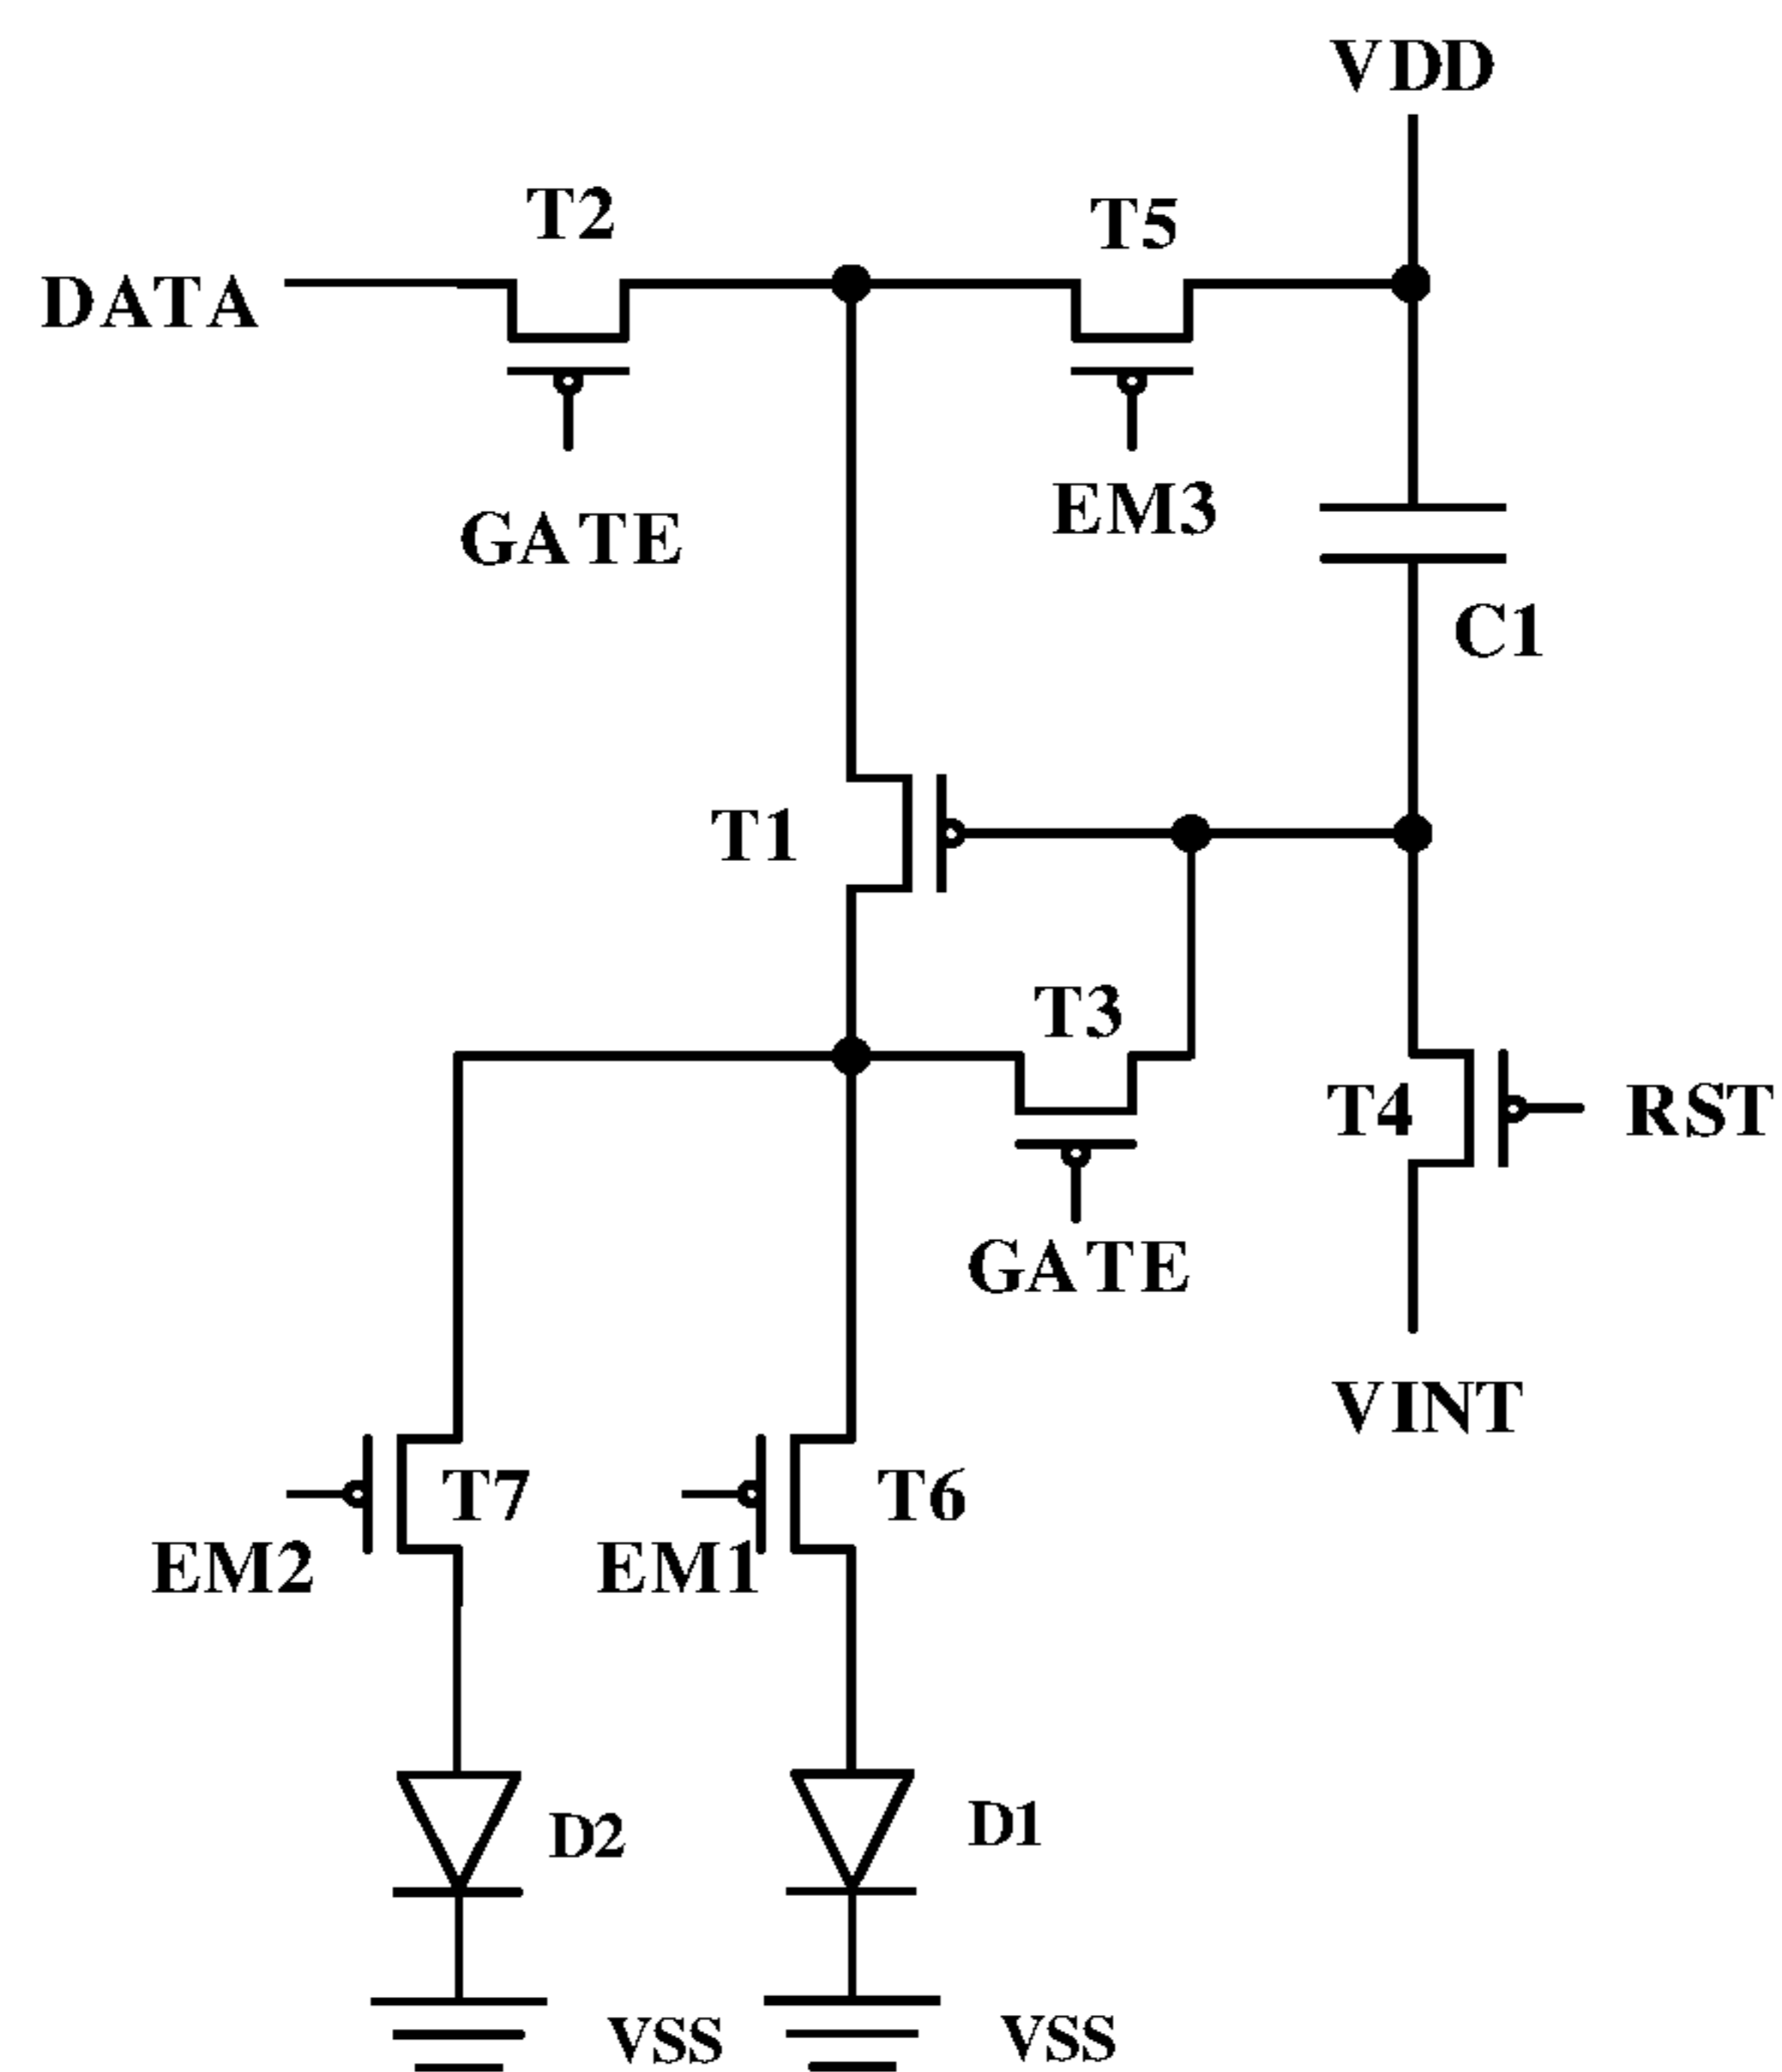 VDD
T2
T5
DATA
EM3
GATE
C1
T1
T3
T4
RST
GATE
VINT
T7
T6
EM2
EM1
D2
D1
VSS
VSS